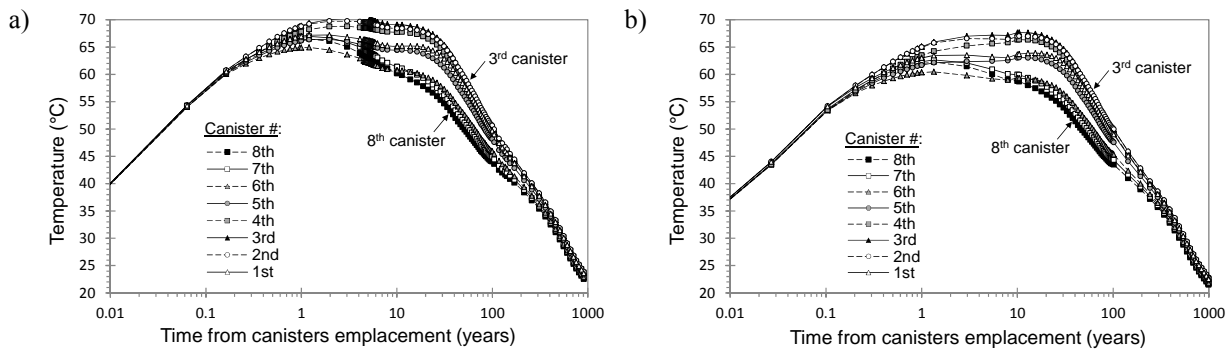 a)
70
65
60
55
50
45
40
35
30
25
20
Temperature (°C)
3rd canister
8th canister
Canister #:
8th
7th
6th
5th
4th
3rd
2nd
1st
0.01 0.1 1 10 100 1000
Time from canisters emplacement (years)
b)
70
65
60
55
50
45
40
35
30
25
20
Temperature (°C)
3rd canister
8th canister
Canister #:
8th
7th
6th
5th
4th
3rd
2nd
1st
0.01 0.1 1 10 100 1000
Time from canisters emplacement (years)